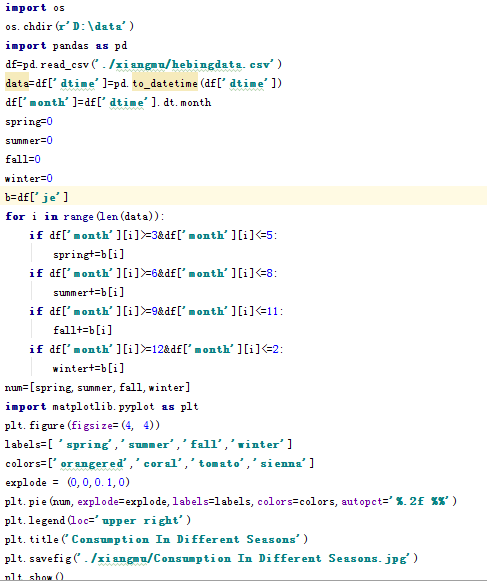 import os
os.chdir(r'D:\data')
import pandas as pd
df=pd.read_csv('./xiangmu/hebingdata.csv')
data=df['dtime']=pd.to_datetime(df['dtime'])
df['month']=df['dtime'].dt.month
spring=0
summer=0
fall=0
winter=0
b=df['je']
for i in range(len(data)):
    if df['month'][i]>=3&df['month'][i]<=5:
        spring+=b[i]
    if df['month'][i]>=6&df['month'][i]<=8:
        summer+=b[i]
    if df['month'][i]>=9&df['month'][i]<=11:
        fall+=b[i]
    if df['month'][i]>=12&df['month'][i]<=2:
        winter+=b[i]
num=[spring,summer,fall,winter]
import matplotlib.pyplot as plt
plt.figure(figsize=(4, 4))
labels=[ 'spring','summer','fall','winter']
colors=['orangered','coral','tomato','sienna']
explode = (0,0,0.1,0)
plt.pie(num,explode=explode,labels=labels,colors=colors,autopct='%.2f %%')
plt.legend(loc='upper right')
plt.title('Consumption In Different Seasons')
plt.savefig('./xiangmu/Consumption In Different Seasons.jpg')
plt.show()